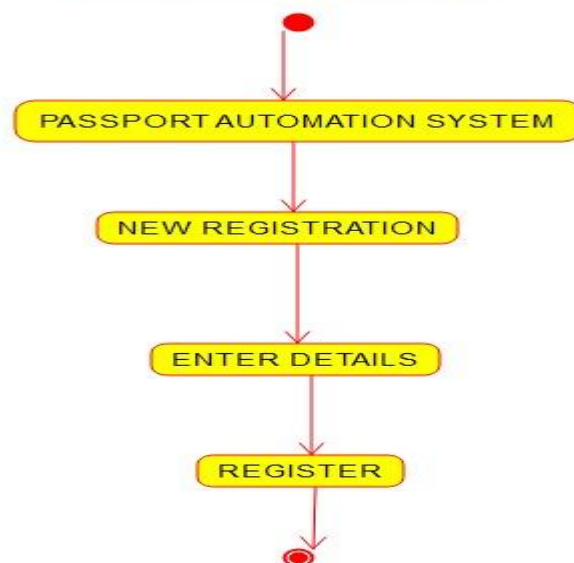 PASSPORT AUTOMATION SYSTEM
NEW REGISTRATION
ENTER DETAILS
REGISTER